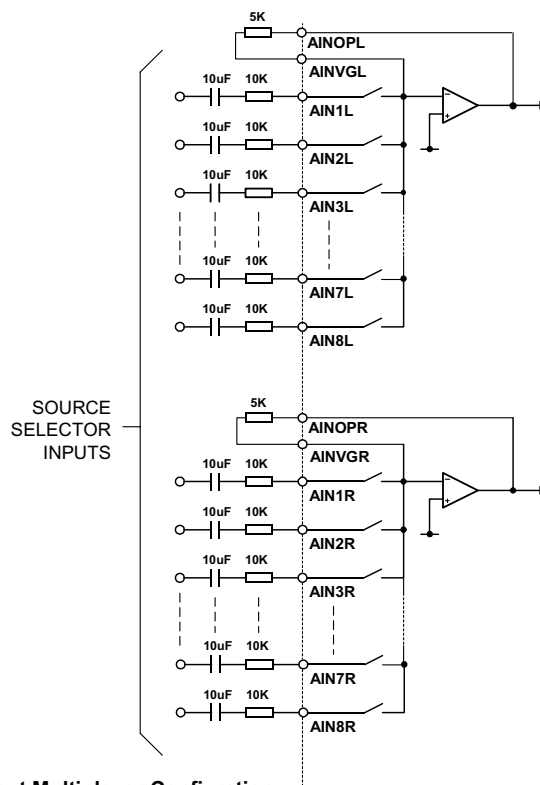 5K
AINOPL
AINVGL
10uF 10K
AIN1L
10uF 10K
AIN2L
10uF 10K
AIN3L
10uF 10K
AIN7L
10uF 10K
AIN8L
SOURCE
SELECTOR
INPUTS
5K
AINOPR
AINVGR
10uF 10K
AIN1R
10uF 10K
AIN2R
10uF 10K
AIN3R
10uF 10K
AIN7R
10uF 10K
AIN8R